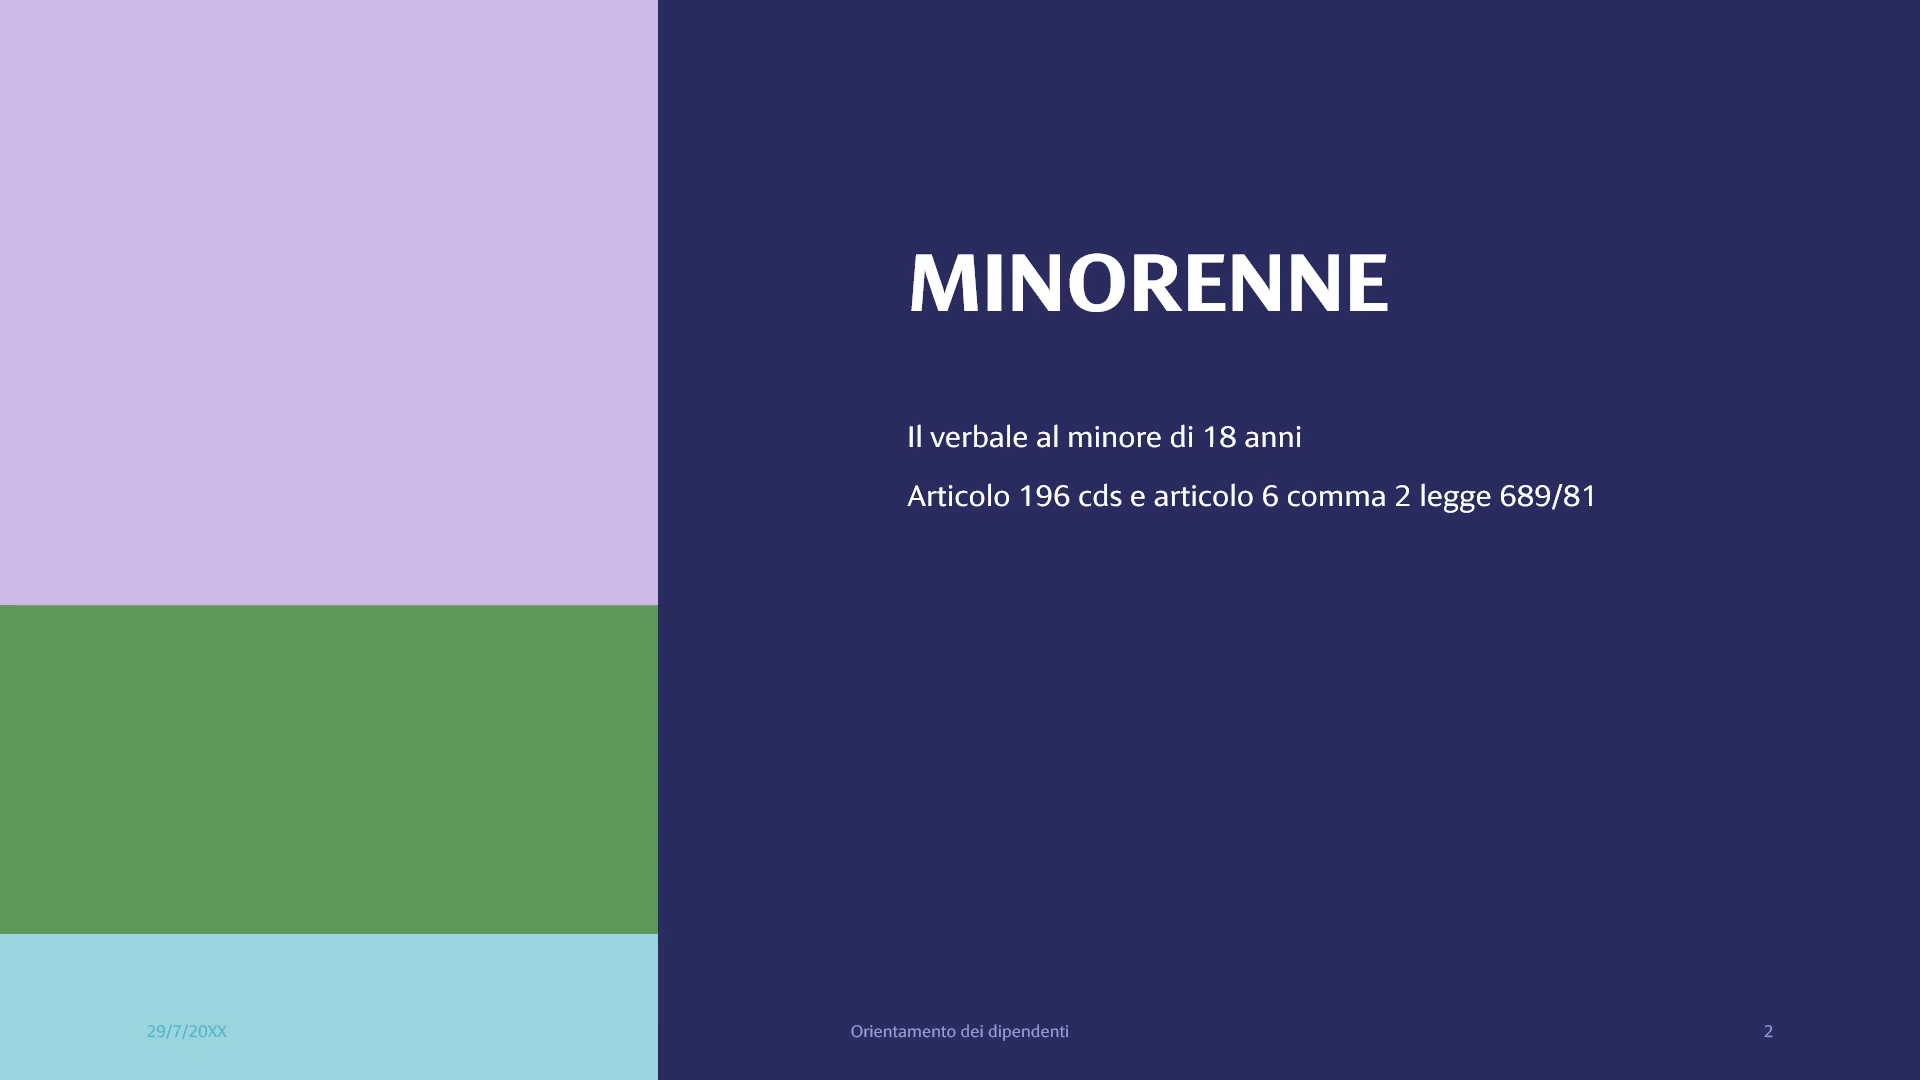 MINORENNE
Il verbale al minore di 18 anni
Articolo 196 cds e articolo 6 comma 2 legge 689/81
29/7/20XX
Orientamento dei dipendenti
2